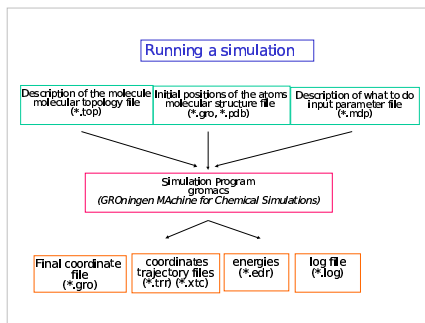 Running a simulation
Description of the molecule
molecular topology file
(*.top)
Initial positions of the atoms
molecular structure file
(*.gro, *.pdb)
Description of what to do
input parameter file
(*.mdp)
Simulation Program
gromacs
(GROningen MAchine for Chemical Simulations)
Final coordinate
file
(*.gro)
coordinates
trajectory files
(*.trr) (*.xtc)
energies
(*.edr)
log file
(*.log)